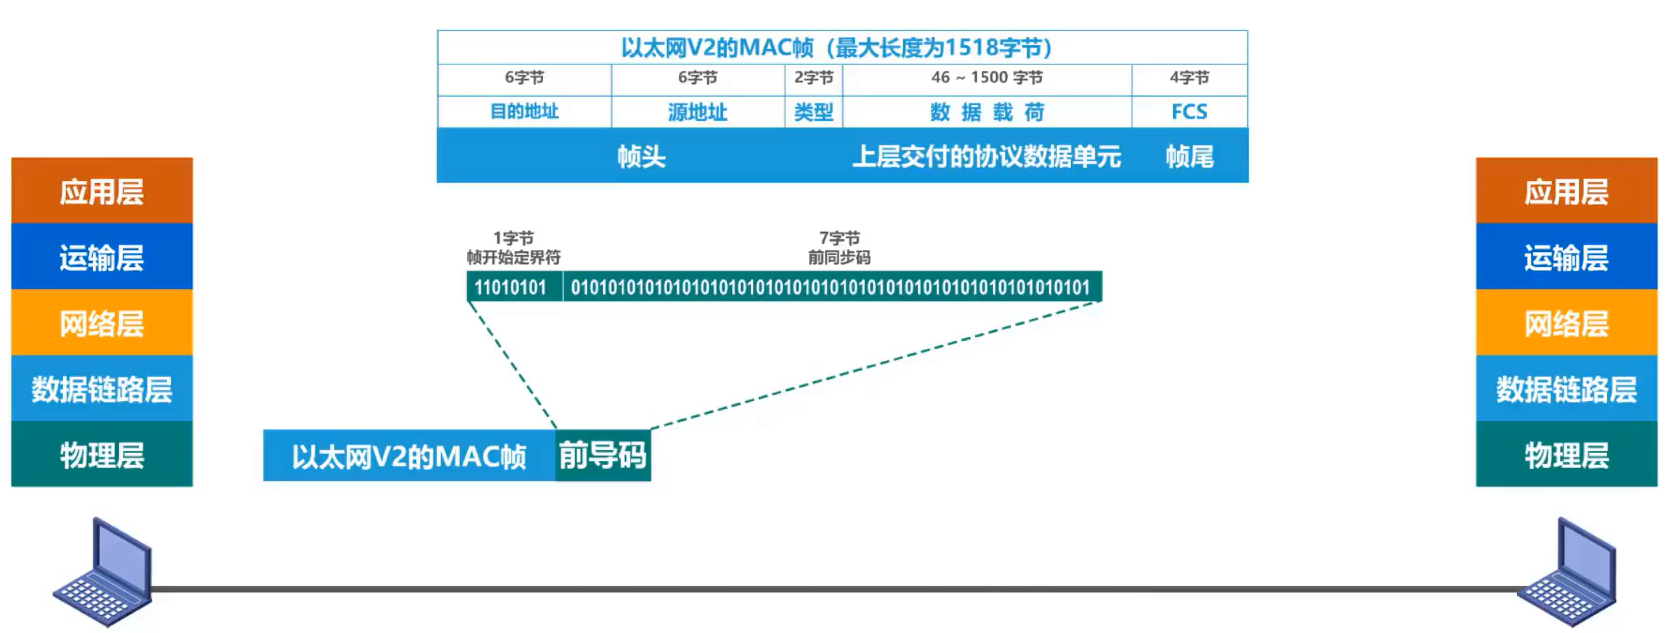 以太网V2的MAC帧（最大长度为1518字节）
6字节 6字节 2字节 46 ~ 1500 字节 4字节
目的地址 源地址 类型 数 据 载 荷 FCS
帧头 上层交付的协议数据单元 帧尾
应用层
运输层
网络层
数据链路层
物理层
1字节
帧开始定界符
7字节
前同步码
11010101 01010101010101010101010101010101010101010101010101010101
以太网V2的MAC帧 前导码
应用层
运输层
网络层
数据链路层
物理层